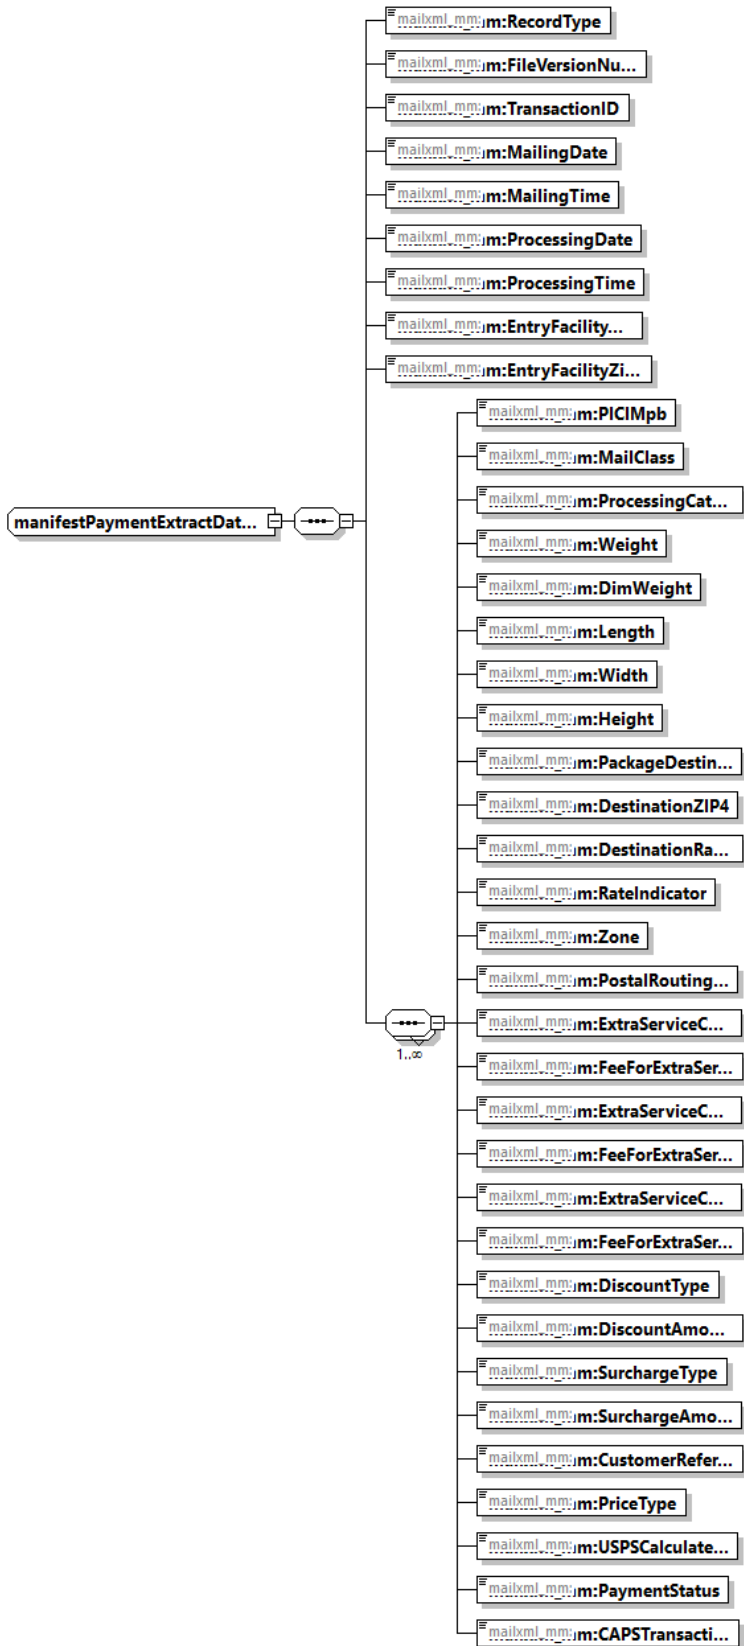 mailxml_mm:m:RecordType
mailxml_mm:m:FileVersionNu...
mailxml_mm:m:TransactionID
mailxml_mm:m:MailingDate
mailxml_mm:m:MailingTime
mailxml_mm:m:ProcessingDate
mailxml_mm:m:ProcessingTime
mailxml_mm:m:EntryFacility...
mailxml_mm:m:EntryFacilityZi...
mailxml_mm:m:PICIMpb
mailxml_mm:m:MailClass
mailxml_mm:m:ProcessingCat...
manifestPaymentExtractDat...
mailxml_mm:m:Weight
mailxml_mm:m:DimWeight
mailxml_mm:m:Length
mailxml_mm:m:Width
mailxml_mm:m:Height
mailxml_mm:m:PackageDestin...
mailxml_mm:m:DestinationZIP4
mailxml_mm:m:DestinationRa...
mailxml_mm:m:RateIndicator
mailxml_mm:m:Zone
mailxml_mm:m:PostalRouting...
mailxml_mm:m:ExtraServiceC...
1..∞
mailxml_mm:m:FeeForExtraSer...
mailxml_mm:m:ExtraServiceC...
mailxml_mm:m:FeeForExtraSer...
mailxml_mm:m:ExtraServiceC...
mailxml_mm:m:FeeForExtraSer...
mailxml_mm:m:DiscountType
mailxml_mm:m:DiscountAmo...
mailxml_mm:m:SurchargeType
mailxml_mm:m:SurchargeAmo...
mailxml_mm:m:CustomerRefer...
mailxml_mm:m:PriceType
mailxml_mm:m:USPSCalculate...
mailxml_mm:m:PaymentStatus
mailxml_mm:m:CAPSTransacti...